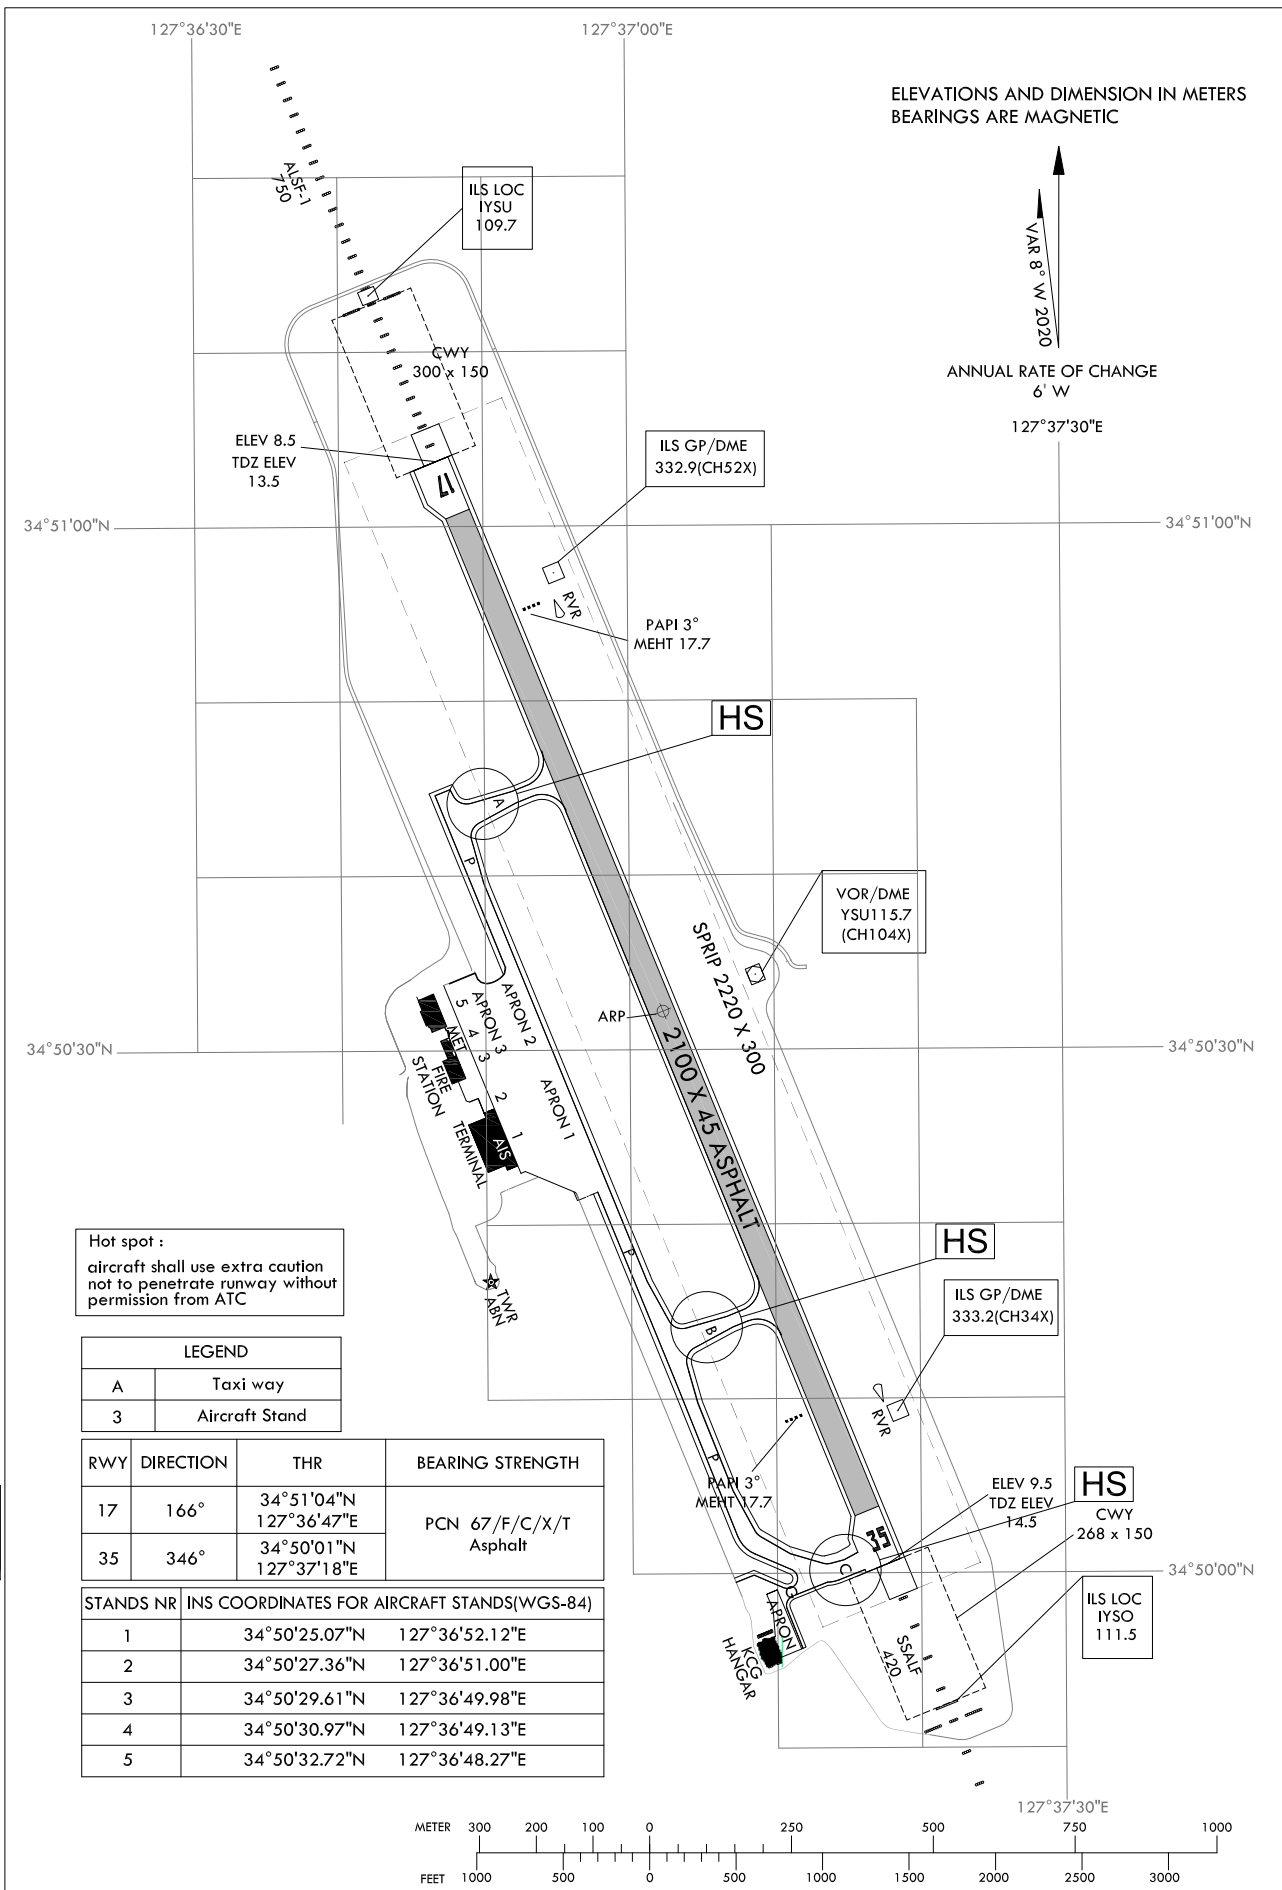 127°36'30"E
127°37'00"E
ELEVATIONS AND DIMENSION IN METERS
BEARINGS ARE MAGNETIC
ALSF-1
750
ILS LOC
IYSU
109.7
VAR 8° W 2020
ANNUAL RATE OF CHANGE
6' W
127°37'30"E
CWY
300 x 150
ELEV 8.5
TDZ ELEV
13.5
ILS GP/DME
332.9(CH52X)
17
34°51'00"N
34°51'00"N
RVR
PAPI 3°
MEHT 17.7
HS
A
P
VOR/DME
YSU115.7
(CH104X)
SPRIP 2220 X 300
ARP
2100 X 45 ASPHALT
APRON 2
APRON 3
5
4
3
2
1
MET
FIRE
STATION
APRON 1
AIS
TERMINAL
34°50'30"N
34°50'30"N
Hot spot :
aircraft shall use extra caution
not to penetrate runway without
permission from ATC
TWR
ABN
P
HS
B
ILS GP/DME
333.2(CH34X)
RVR
LEGEND
A Taxi way
3 Aircraft Stand
P
PAPI 3°
MEHT 17.7
RWY DIRECTION THR BEARING STRENGTH
17 166° 34°51'04"N
127°36'47"E
35 346° 34°50'01"N
127°37'18"E
PCN 67/F/C/X/T
Asphalt
35
ELEV 9.5
TDZ ELEV
14.5
HS
CWY
268 x 150
C
G
34°50'00"N
APRON
KCG
HANGAR
SSALF
420
ILS LOC
IYSO
111.5
STANDS NR INS COORDINATES FOR AIRCRAFT STANDS(WGS-84)
1 34°50'25.07"N 127°36'52.12"E
2 34°50'27.36"N 127°36'51.00"E
3 34°50'29.61"N 127°36'49.98"E
4 34°50'30.97"N 127°36'49.13"E
5 34°50'32.72"N 127°36'48.27"E
127°37'30"E
METER 300 200 100 0 250 500 750 1000
FEET 1000 500 0 500 1000 1500 2000 2500 3000